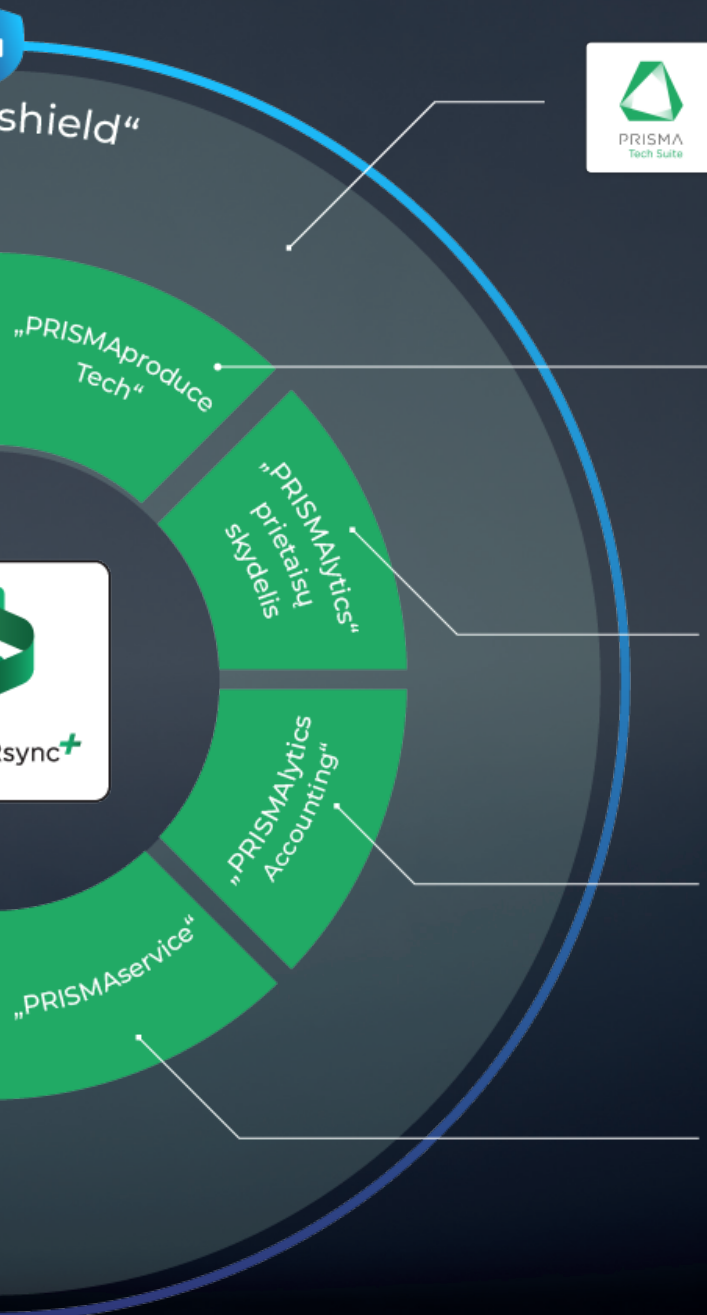 shield“
PRISMA
Tech Suite
„PRISMAproduce
Tech“
„PRISMAlytics“
prietaisų
skydelis
sync+
„PRISMAlytics
Accounting“
„PRISMAservice“